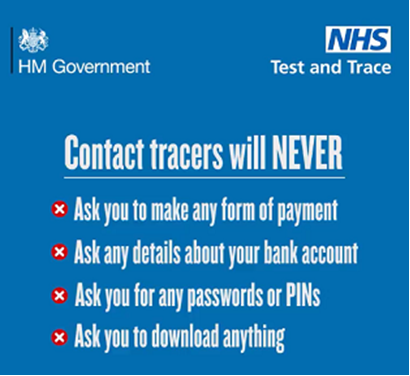 HM Government
NHS
Test and Trace
Contact tracers will NEVER
Ask you to make any form of payment
Ask any details about your bank account
Ask you for any passwords or PINs
Ask you to download anything